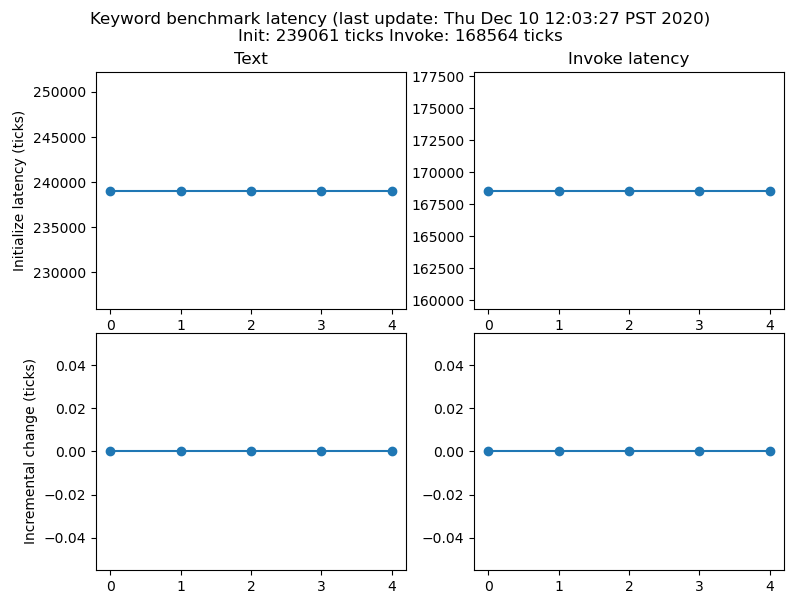 Keyword benchmark latency (last update: Thu Dec 10 12:03:27 PST 2020)
Init: 239061 ticks Invoke: 168564 ticks
Text
Initialize latency (ticks)
250000
245000
240000
235000
230000
0 1 2 3 4
Invoke latency
177500
175000
172500
170000
167500
165000
162500
160000
0 1 2 3 4
Incremental change (ticks)
0.04
0.02
0.00
−0.02
−0.04
0 1 2 3 4
0.04
0.02
0.00
−0.02
−0.04
0 1 2 3 4